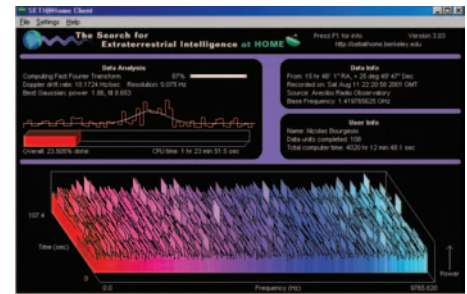 SETI@Home Client
File Settings Help
The Search for
Extraterrestrial Intelligence at HOME
Press F1 for info
Version 3.03
http://setiathome.berkeley.edu
Data Analysis
Computing Fast Fourier Transform 67%
Doppler drift rate: 10.1724 Hz/sec Resolution: 0.075 Hz
Best Gaussian: power: 1.86, fit 8.653
Overall: 23.506% done CPU time: 1 hr 23 min 51.5 sec
Data Info
From: 15 hr 46' 1" RA, + 25 deg 49' 47" Dec
Recorded on: Sat Aug 11 22:20:58 2001 GMT
Source: Arecibo Radio Observatory
Base Frequency: 1.419765625 GHz
User Info
Name: Nicolas Bourgeois
Data units completed: 156
Total computer time: 4020 hr 12 min 48.1 sec
107.4
Time (sec)
0
0.0
Frequency (Hz)
9765.620
Power